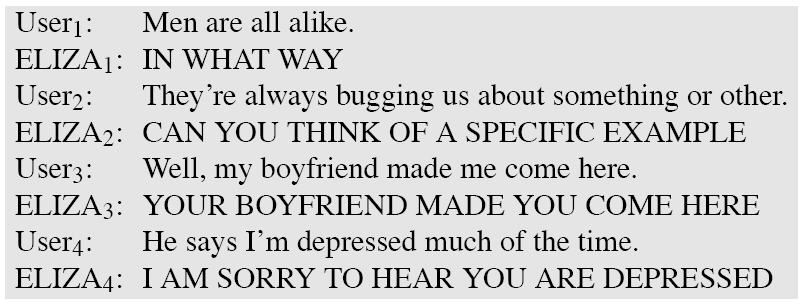 User₁: Men are all alike.
ELIZA₁: IN WHAT WAY
User₂: They’re always bugging us about something or other.
ELIZA₂: CAN YOU THINK OF A SPECIFIC EXAMPLE
User₃: Well, my boyfriend made me come here.
ELIZA₃: YOUR BOYFRIEND MADE YOU COME HERE
User₄: He says I’m depressed much of the time.
ELIZA₄: I AM SORRY TO HEAR YOU ARE DEPRESSED